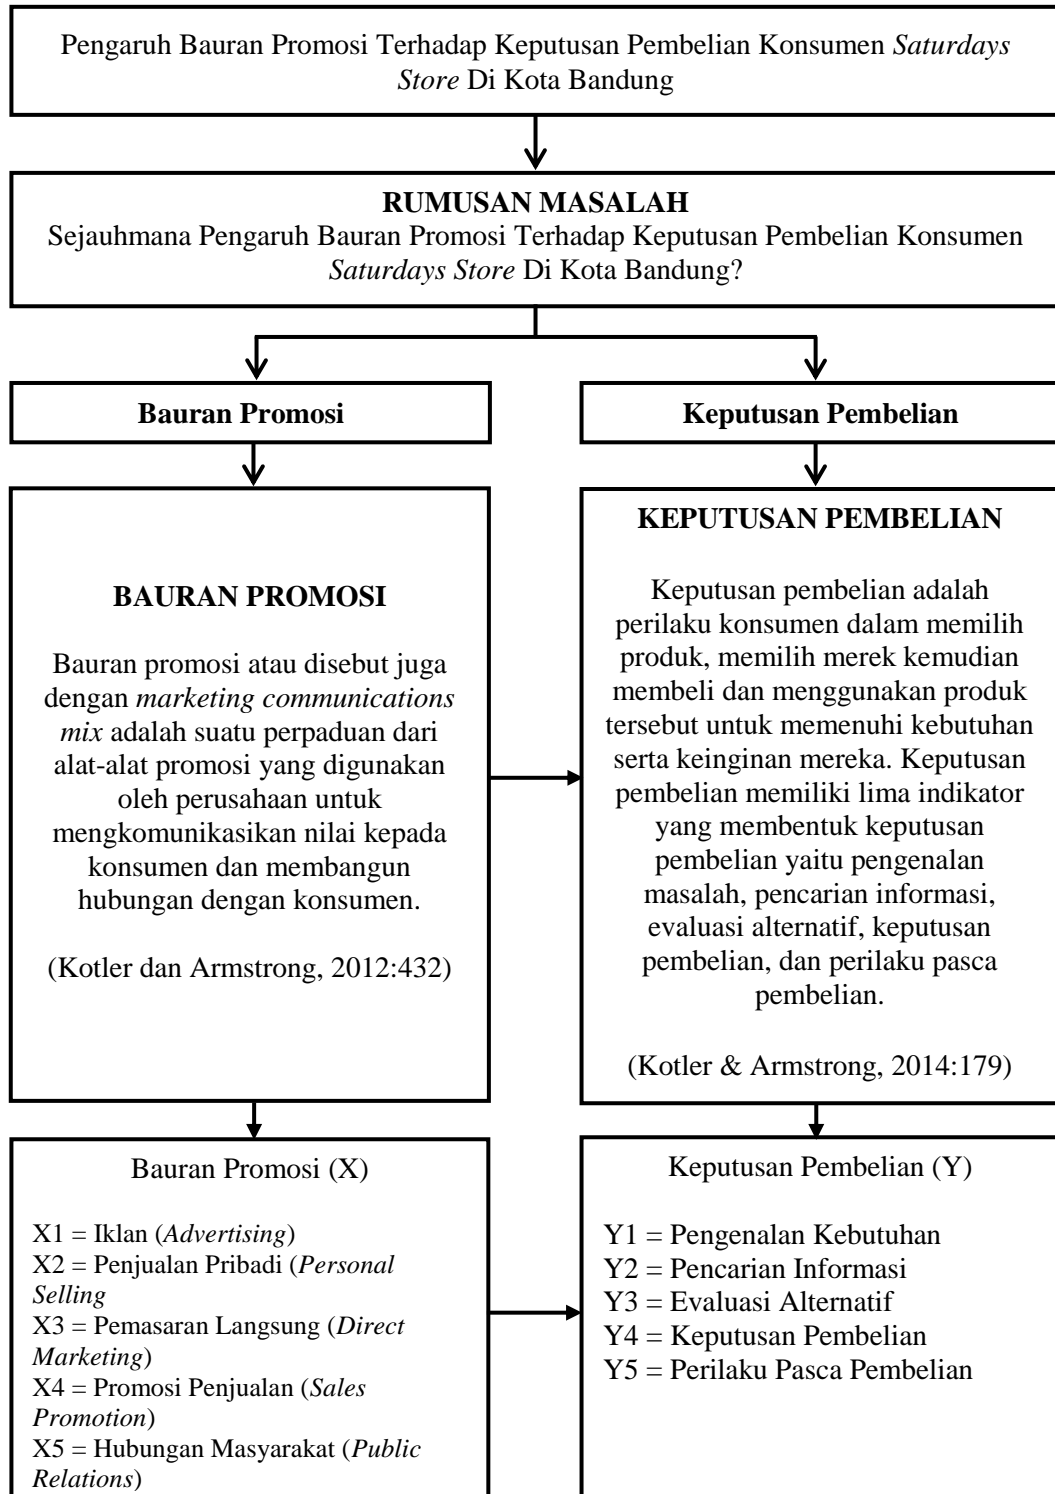 Pengaruh Bauran Promosi Terhadap Keputusan Pembelian Konsumen Saturdays
Store Di Kota Bandung
RUMUSAN MASALAH
Sejauhmana Pengaruh Bauran Promosi Terhadap Keputusan Pembelian Konsumen
Saturdays Store Di Kota Bandung?
Bauran Promosi
Keputusan Pembelian
BAURAN PROMOSI
Bauran promosi atau disebut juga
dengan marketing communications
mix adalah suatu perpaduan dari
alat-alat promosi yang digunakan
oleh perusahaan untuk
mengkomunikasikan nilai kepada
konsumen dan membangun
hubungan dengan konsumen.
(Kotler dan Armstrong, 2012:432)
KEPUTUSAN PEMBELIAN
Keputusan pembelian adalah
perilaku konsumen dalam memilih
produk, memilih merek kemudian
membeli dan menggunakan produk
tersebut untuk memenuhi kebutuhan
serta keinginan mereka. Keputusan
pembelian memiliki lima indikator
yang membentuk keputusan
pembelian yaitu pengenalan
masalah, pencarian informasi,
evaluasi alternatif, keputusan
pembelian, dan perilaku pasca
pembelian.
(Kotler & Armstrong, 2014:179)
Bauran Promosi (X)
X1 = Iklan (Advertising)
X2 = Penjualan Pribadi (Personal
Selling
X3 = Pemasaran Langsung (Direct
Marketing)
X4 = Promosi Penjualan (Sales
Promotion)
X5 = Hubungan Masyarakat (Public
Relations)
Keputusan Pembelian (Y)
Y1 = Pengenalan Kebutuhan
Y2 = Pencarian Informasi
Y3 = Evaluasi Alternatif
Y4 = Keputusan Pembelian
Y5 = Perilaku Pasca Pembelian